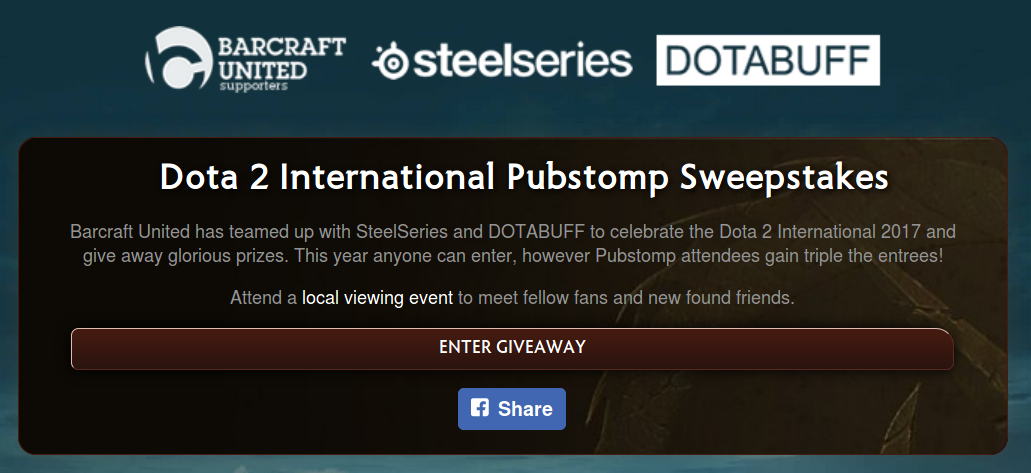 BARCRAFT
UNITED
supporters
steelseries
DOTABUFF
Dota 2 International Pubstomp Sweepstakes
Barcraft United has teamed up with SteelSeries and DOTABUFF to celebrate the Dota 2 International 2017 and
give away glorious prizes. This year anyone can enter, however Pubstomp attendees gain triple the entrees!
Attend a local viewing event to meet fellow fans and new found friends.
ENTER GIVEAWAY
Share